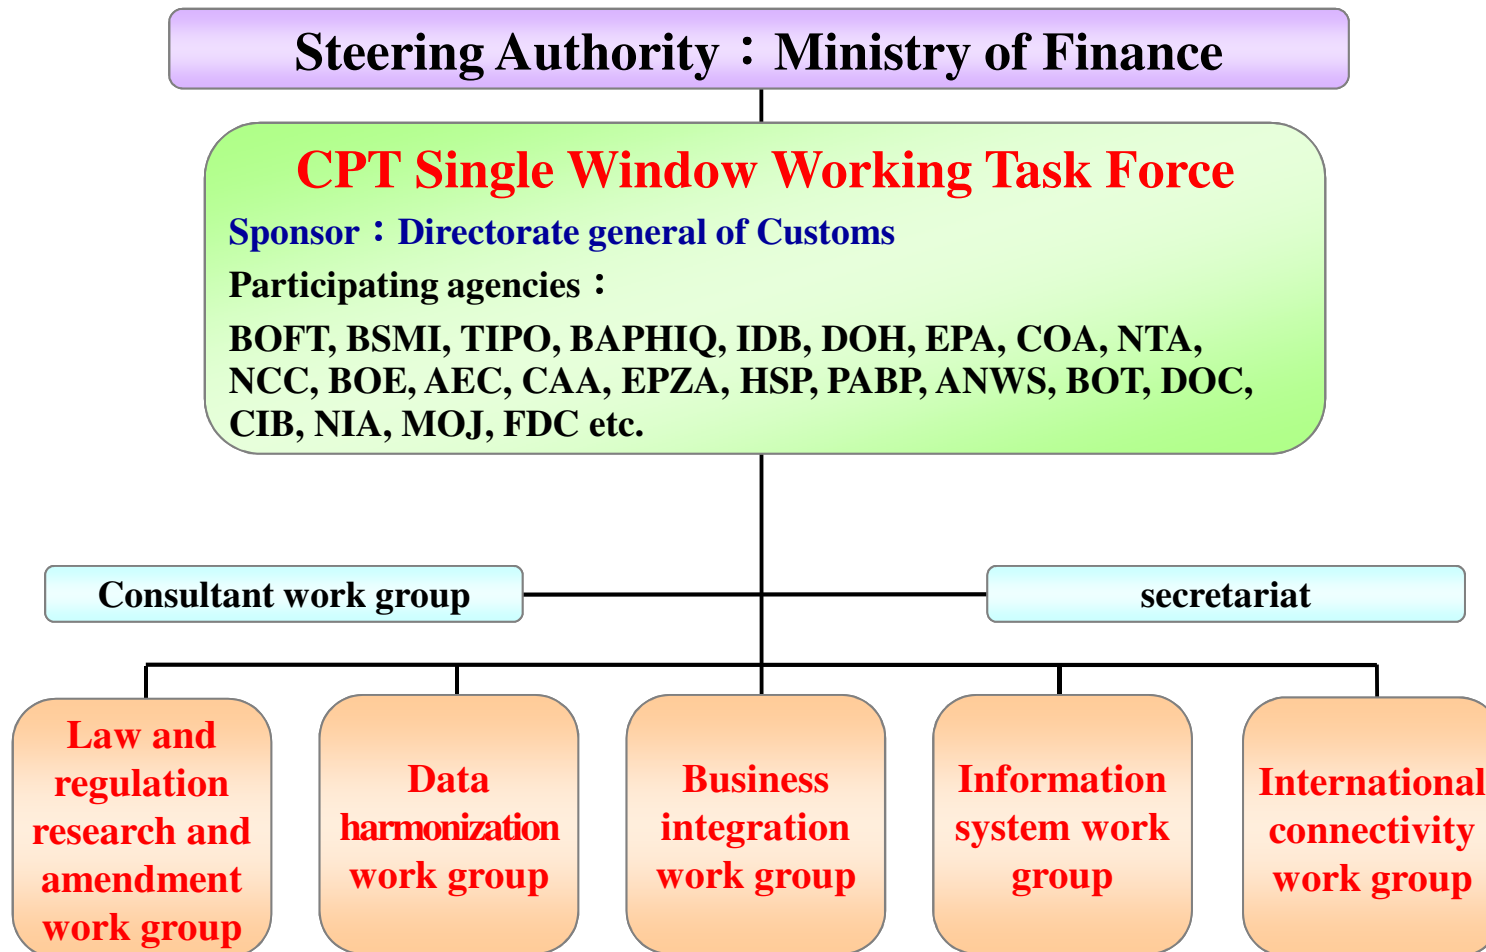 Steering Authority：Ministry of Finance
CPT Single Window Working Task Force
Sponsor：Directorate general of Customs
Participating agencies：
BOFT, BSMI, TIPO, BAPHIQ, IDB, DOH, EPA, COA, NTA,
NCC, BOE, AEC, CAA, EPZA, HSP, PABP, ANWS, BOT, DOC,
CIB, NIA, MOJ, FDC etc.
Consultant work group
secretariat
Law and
regulation
research and
amendment
work group
Data
harmonization
work group
Business
integration
work group
Information
system work
group
International
connectivity
work group